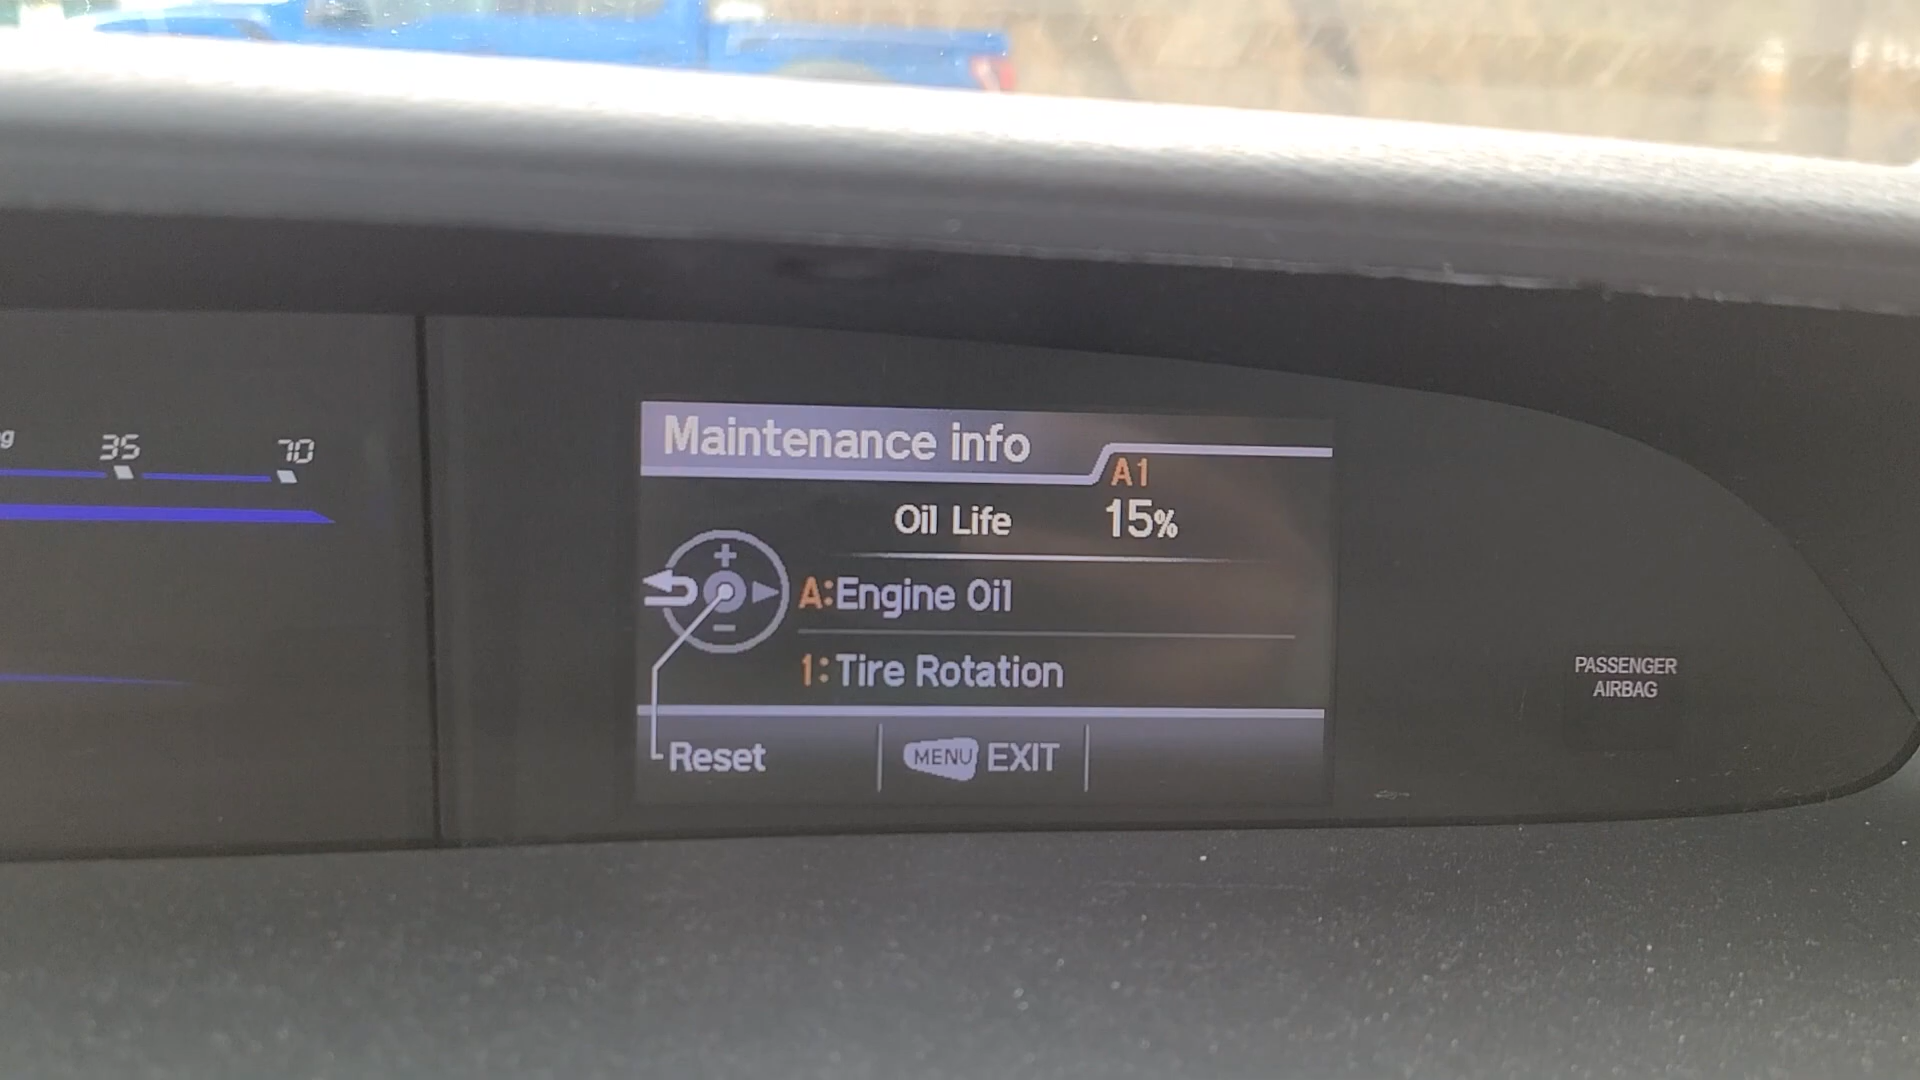 35 70
Maintenance info
A1
Oil Life 15%
+
A:Engine Oil
-
1:Tire Rotation
Reset MENU EXIT
PASSENGER
AIRBAG